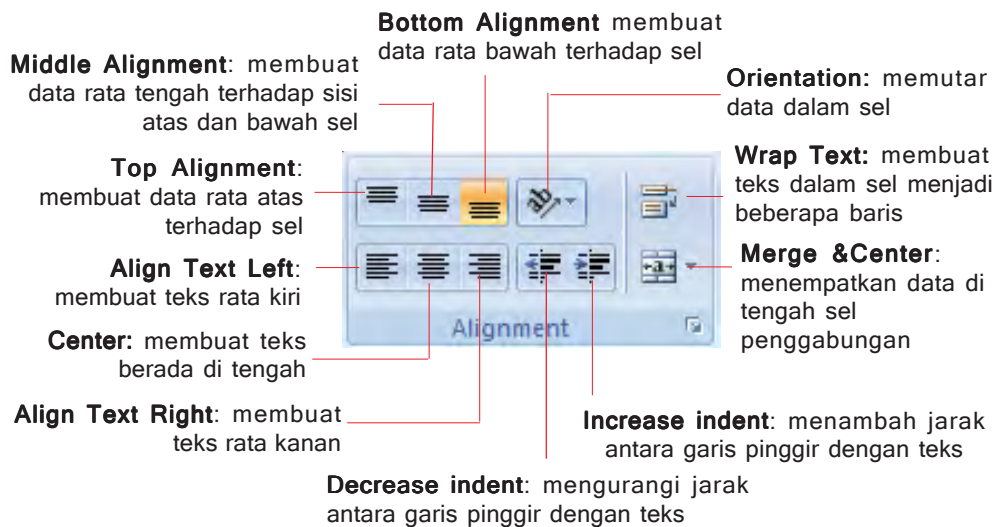 Bottom Alignment membuat
data rata bawah terhadap sel
Middle Alignment: membuat
data rata tengah terhadap sisi
atas dan bawah sel
Orientation: memutar
data dalam sel
Top Alignment:
membuat data rata atas
terhadap sel
Wrap Text: membuat
teks dalam sel menjadi
beberapa baris
Align Text Left:
membuat teks rata kiri
Merge &Center:
menempatkan data di
tengah sel
penggabungan
ab
a
Alignment
Center: membuat teks
berada di tengah
Align Text Right: membuat
teks rata kanan
Increase indent: menambah jarak
antara garis pinggir dengan teks
Decrease indent: mengurangi jarak
antara garis pinggir dengan teks